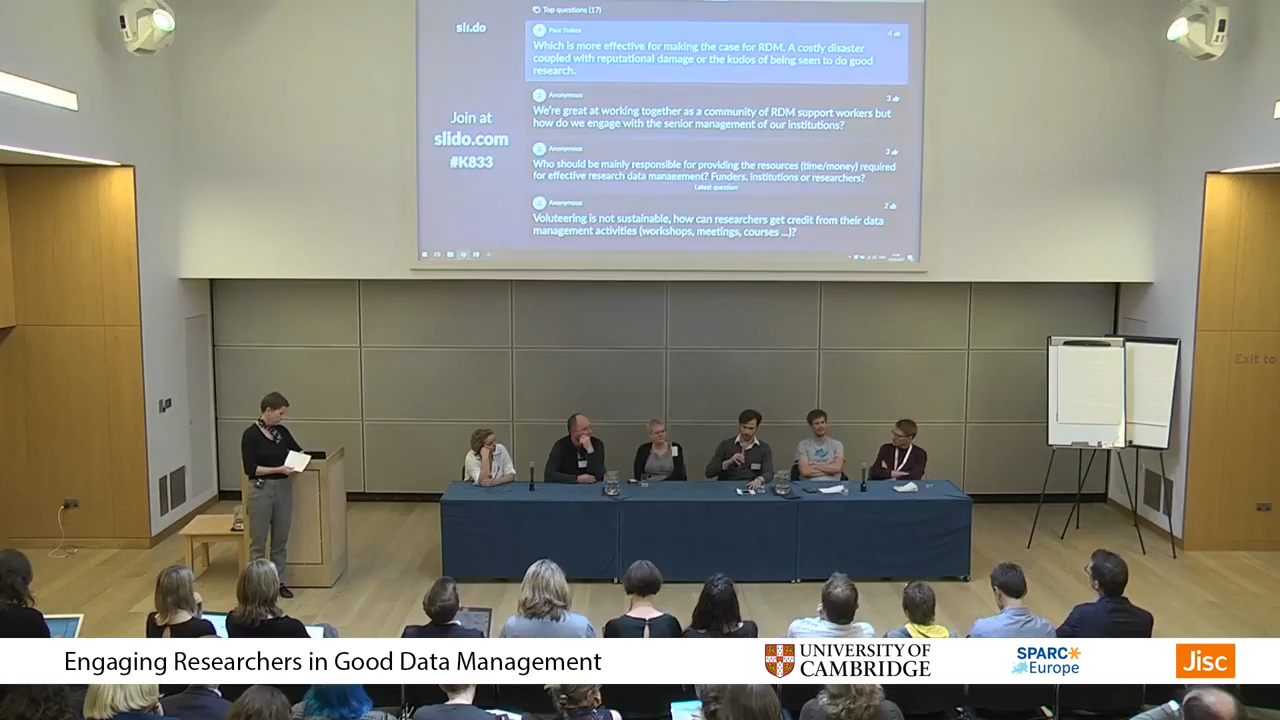 Top questions (17)
sli.do
Paul Stokes
4
Which is more effective for making the case for RDM. A costly disaster
coupled with reputational damage or the kudos of being seen to do good
research.
Anonymous
3
We're great at working together as a community of RDM support workers but
how do we engage with the senior management of our institutions?
Join at
slido.com
#K833
Anonymous
3
Who should be mainly responsible for providing the resources (time/money) required
for effective research data management? Funders, institutions or researchers?
Latest question
Anonymous
2
Voluteering is not sustainable, how can researchers get credit from their data
management activities (workshops, meetings, courses ...)?
Exit to
Engaging Researchers in Good Data Management
UNIVERSITY OF
CAMBRIDGE
SPARC
Europe
Jisc